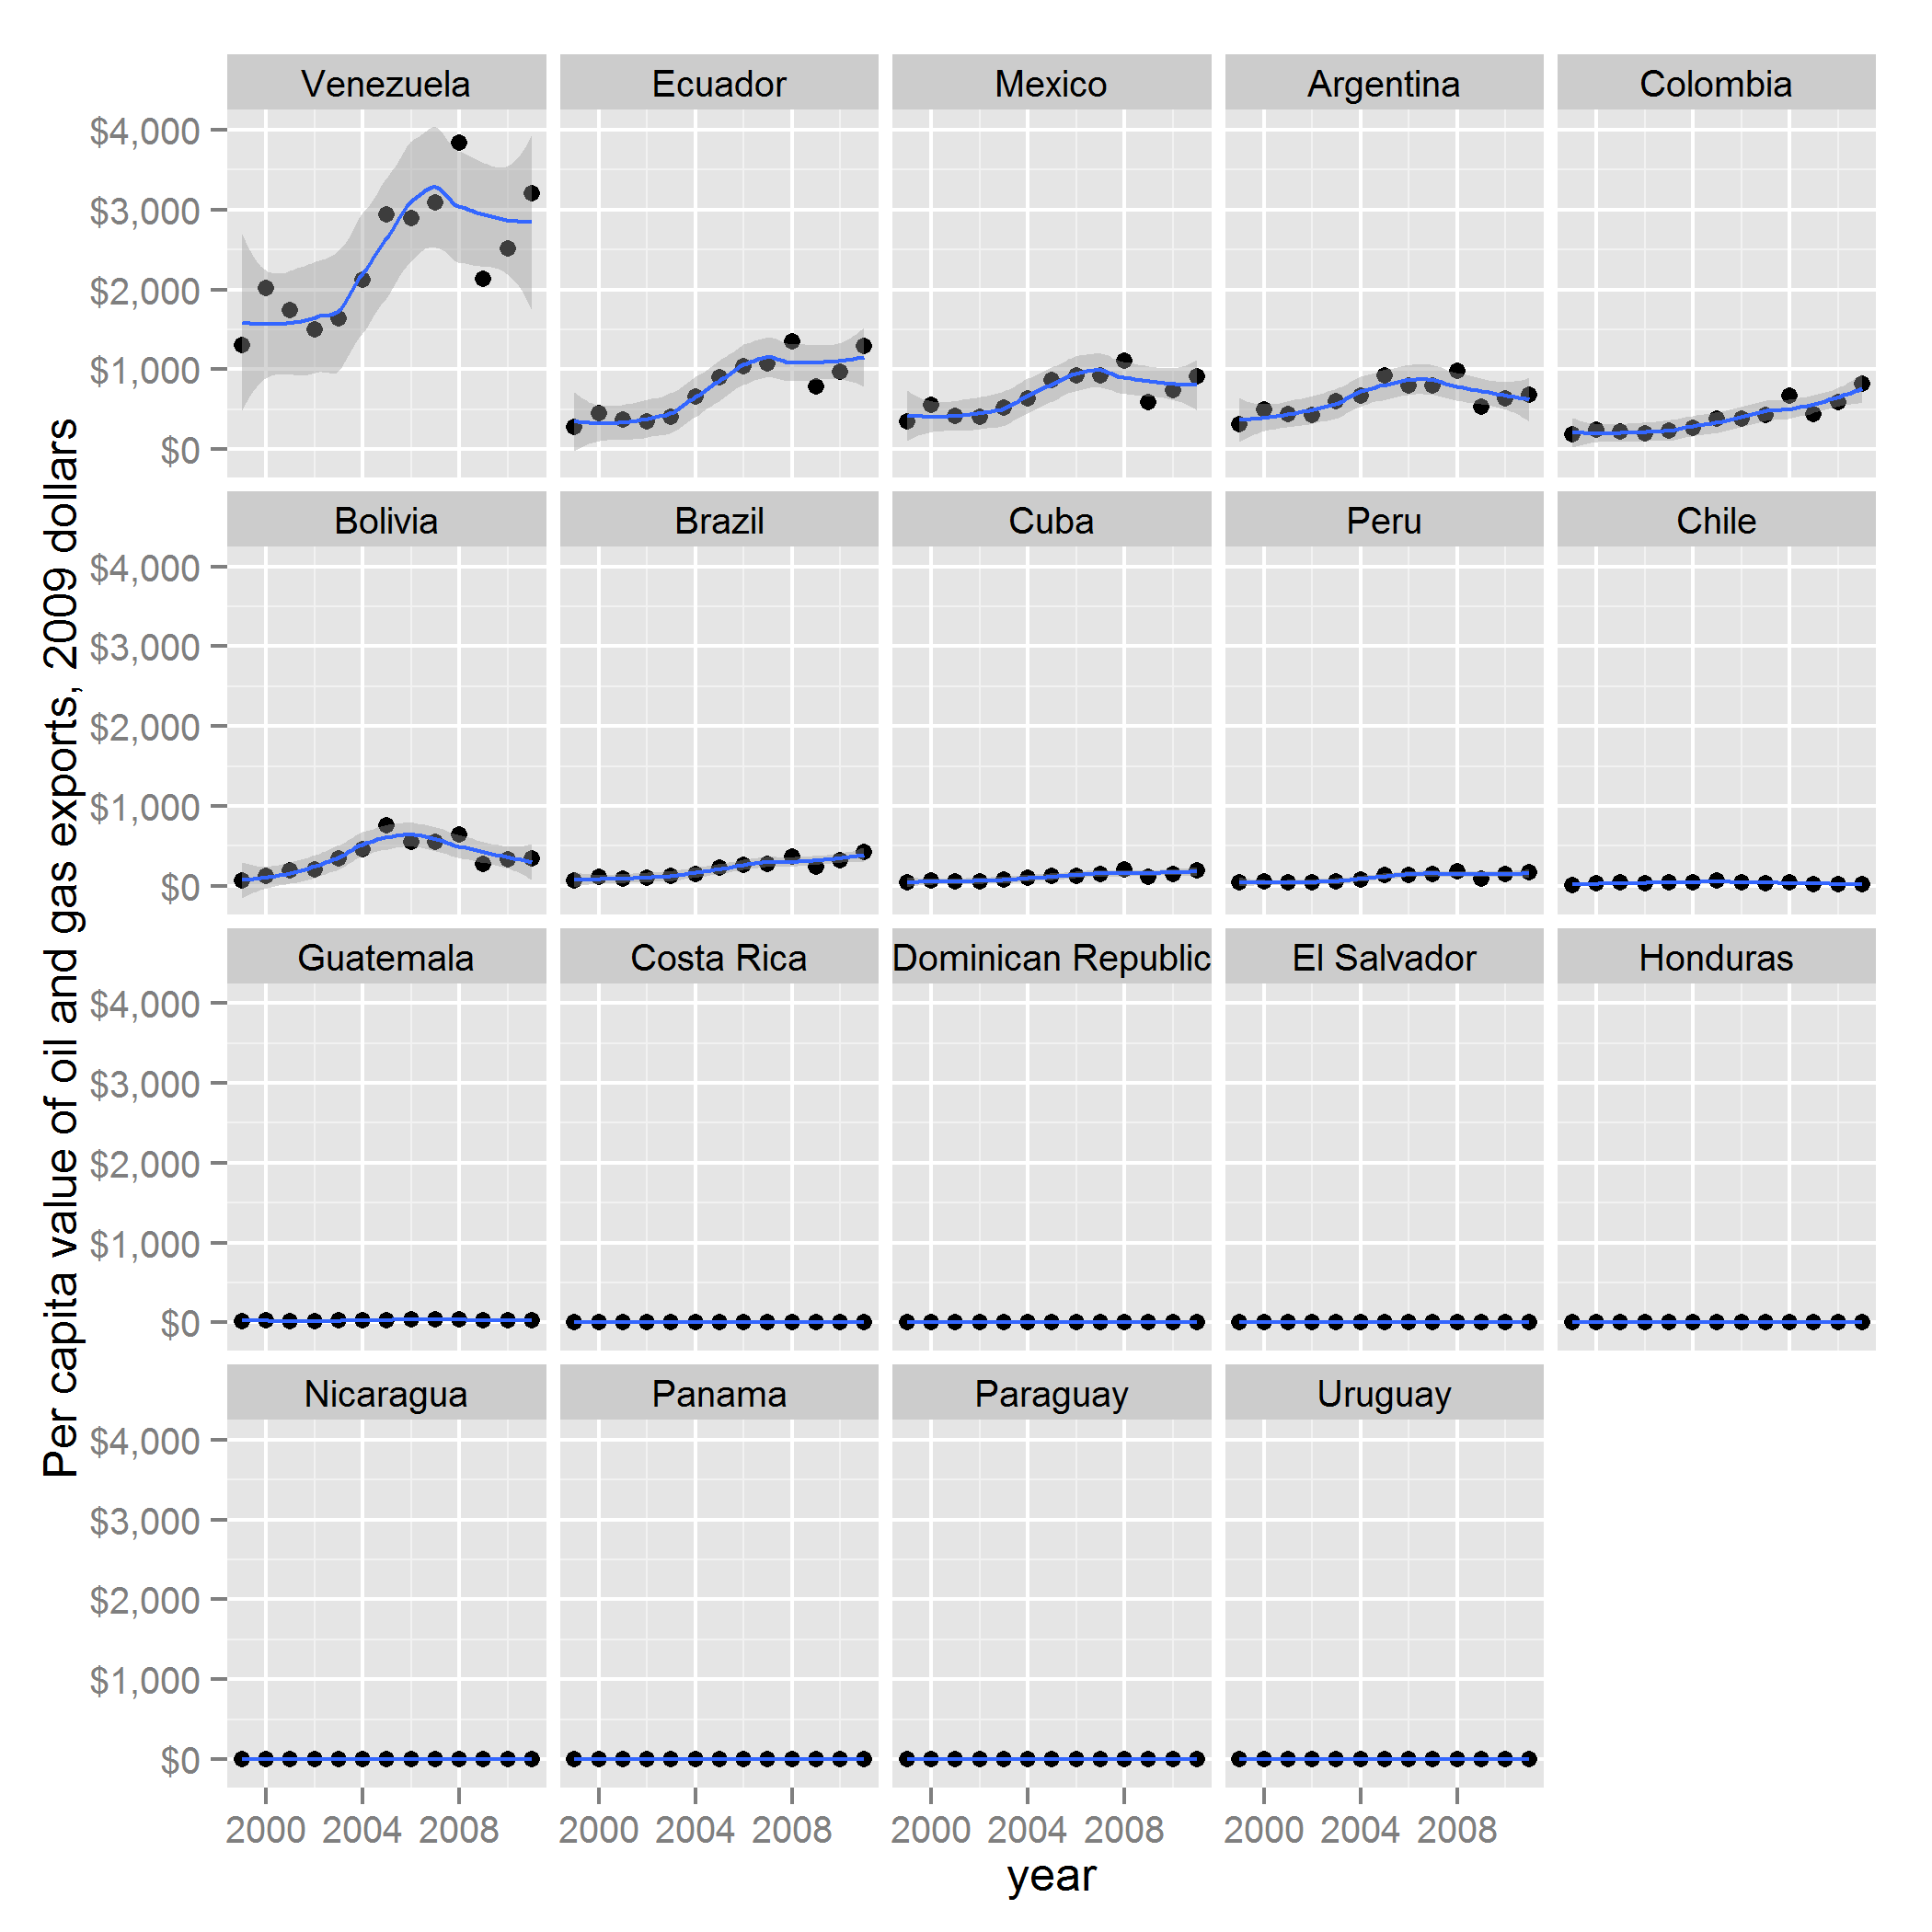 Venezuela Ecuador Mexico Argentina Colombia
$4,000
$3,000
$2,000
$1,000
$0
Bolivia Brazil Cuba Peru Chile
$4,000
$3,000
$2,000
$1,000
$0
Guatemala Costa Rica Dominican Republic El Salvador Honduras
$4,000
$3,000
$2,000
$1,000
$0
Nicaragua Panama Paraguay Uruguay
$4,000
$3,000
$2,000
$1,000
$0
2000 2004 2008 2000 2004 2008 2000 2004 2008 2000 2004 2008
year
Per capita value of oil and gas exports, 2009 dollars